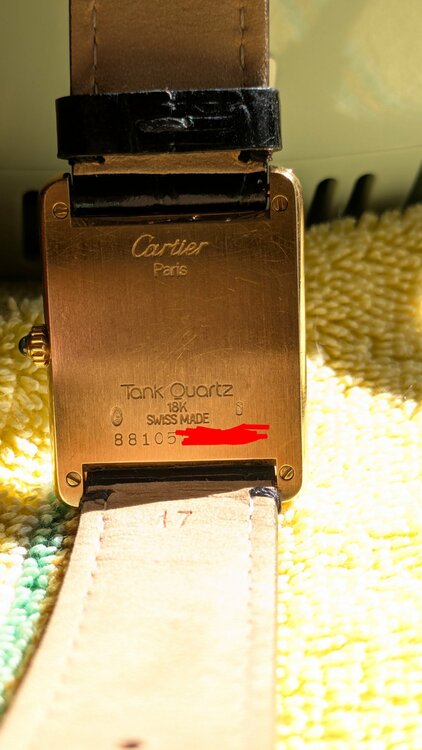 Cartier
Paris
Tank Quartz
18K
SWISS MADE
88105
17